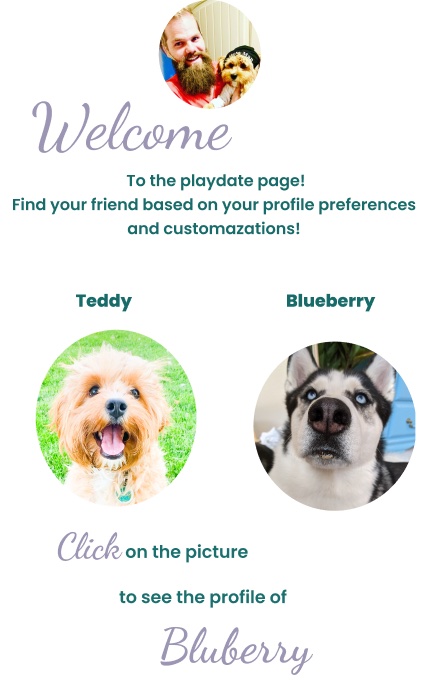 Welcome
To the playdate page!
Find your friend based on your profile preferences
and customazations!
Teddy
Blueberry
Click on the picture
to see the profile of
Bluberry